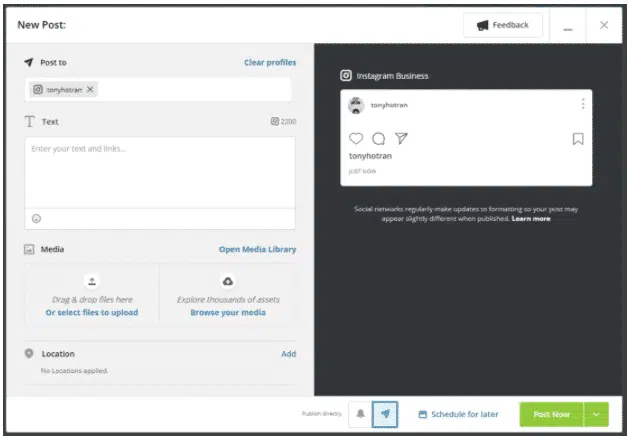 New Post:
Feedback
Post to
Clear profiles
tonyhotran
Text
2200
Enter your text and links...
Media
Open Media Library
Drag & drop files here
Or select files to upload
Explore thousands of assets
Browse your media
Location
Add
No Locations applied.
Instagram Business
tonyhotran
tonyhotran
JUST NOW
Social networks regularly make updates to formatting so your post may
appear slightly different when published. Learn more
Publish directly
Schedule for later
Post Now